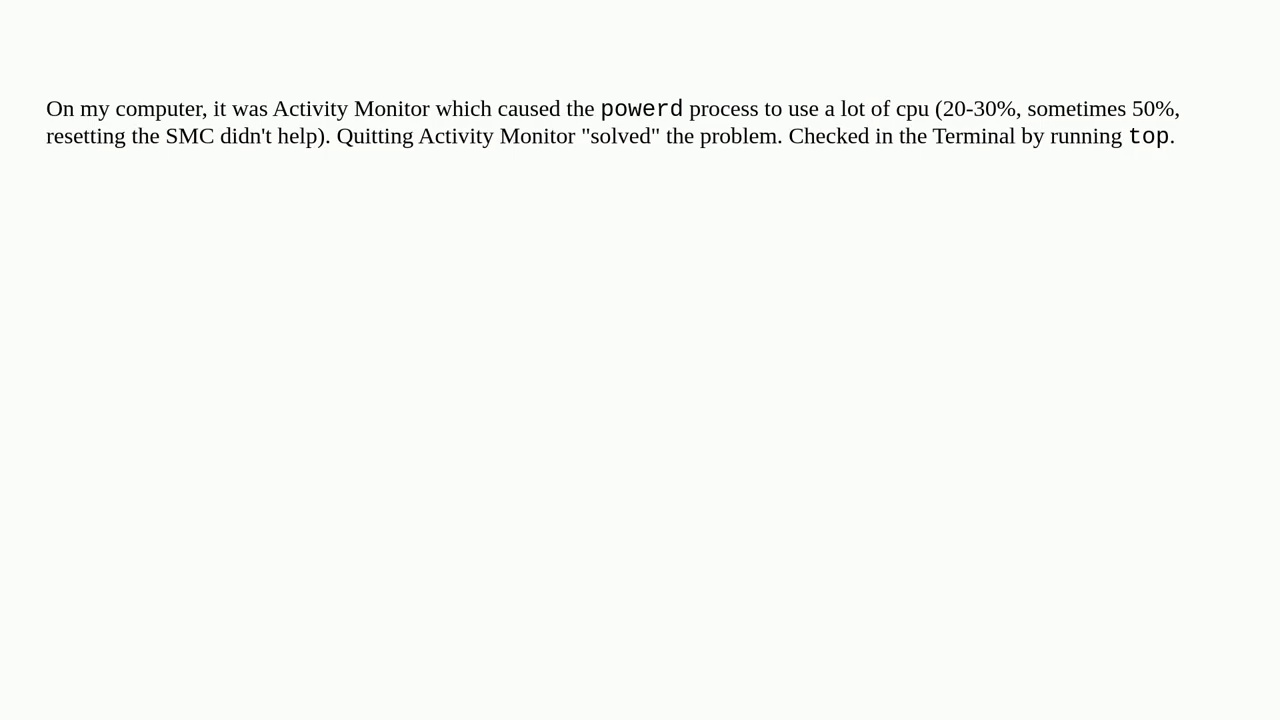 On my computer, it was Activity Monitor which caused the powerd process to use a lot of cpu (20-30%, sometimes 50%,
resetting the SMC didn't help). Quitting Activity Monitor "solved" the problem. Checked in the Terminal by running top.